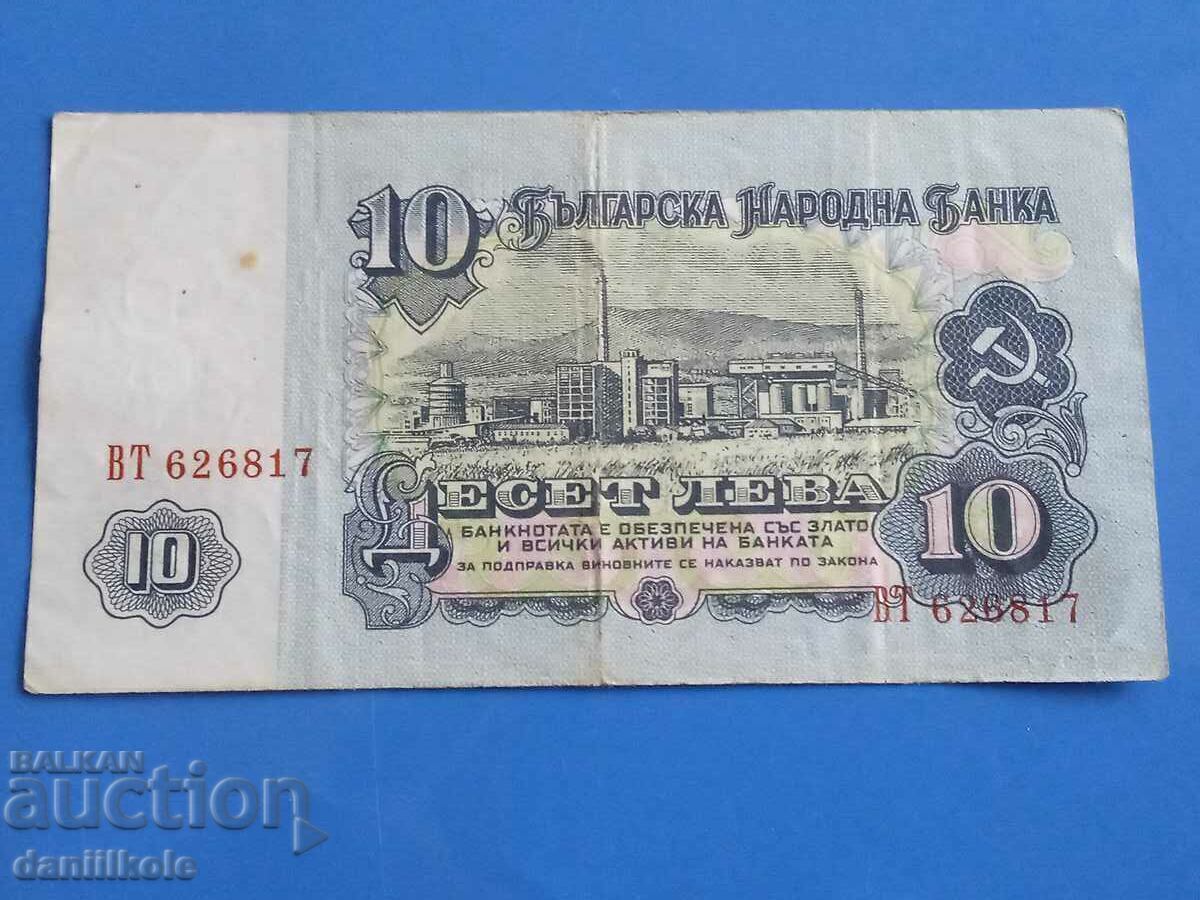 10 БЪЛГАРСКА НАРОДНА БАНКА
ВТ 626817
ДЕСЕТ ЛЕВА
БАНКНОТАТА Е ОБЕЗПЕЧЕНА СЪС ЗЛАТО
И ВСИЧКИ АКТИВИ НА БАНКАТА
ЗА ПОДПРАВКА ВИНОВНИТЕ СЕ НАКАЗВАТ ПО ЗАКОНА
10
10
ВТ 626817
BALKAN
auction
daniilkole